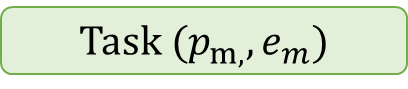 Task (pₘ,, eₘ)